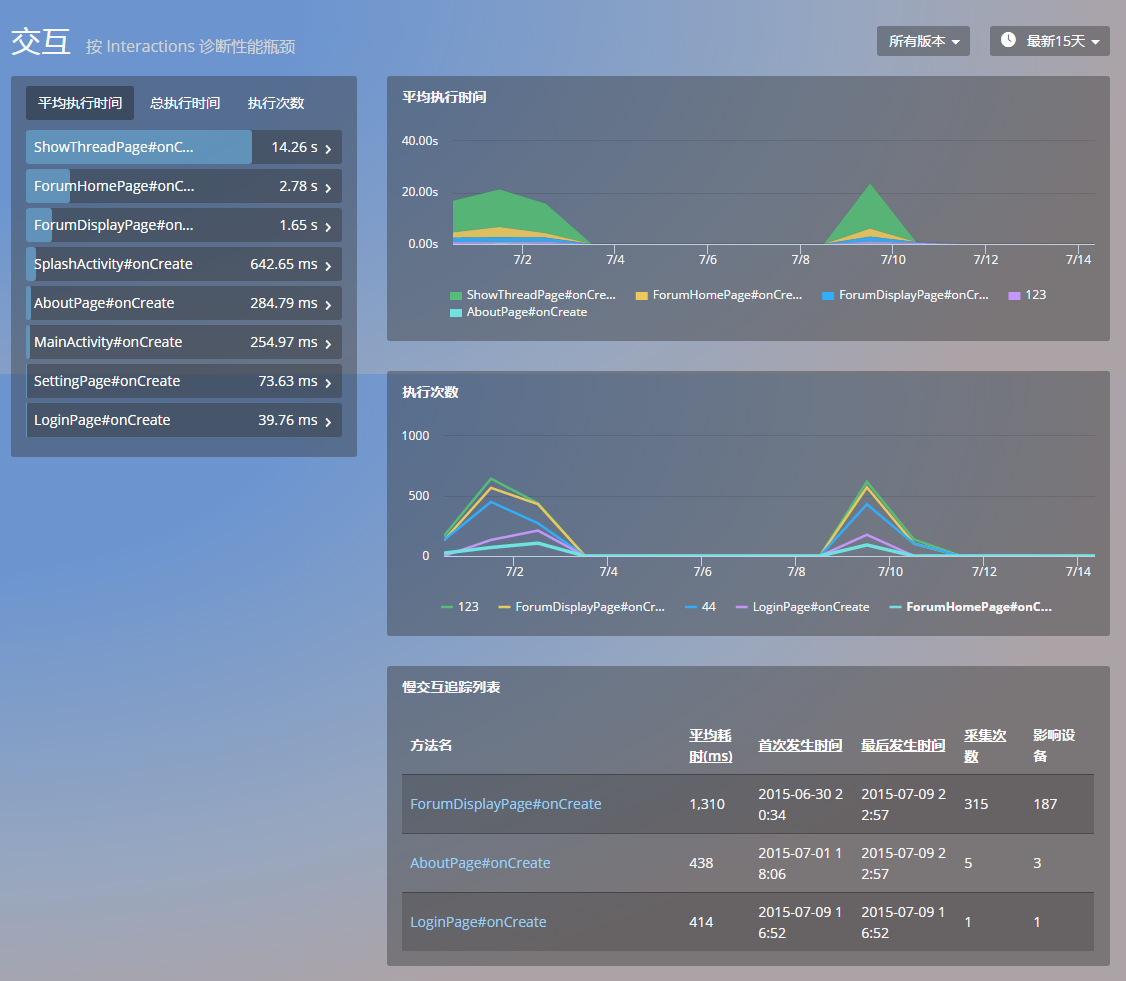 交互 按 Interactions 诊断性能瓶颈
所有版本 最新15天
平均执行时间 总执行时间 执行次数
ShowThreadPage#onC... 14.26 s
ForumHomePage#onC... 2.78 s
ForumDisplayPage#on... 1.65 s
SplashActivity#onCreate 642.65 ms
AboutPage#onCreate 284.79 ms
MainActivity#onCreate 254.97 ms
SettingPage#onCreate 73.63 ms
LoginPage#onCreate 39.76 ms
平均执行时间
40.00s
20.00s
0.00s
7/2 7/4 7/6 7/8 7/10 7/12 7/14
ShowThreadPage#onCre... ForumHomePage#onCre... ForumDisplayPage#onCr... 123
AboutPage#onCreate
执行次数
1000
500
0
7/2 7/4 7/6 7/8 7/10 7/12 7/14
123 ForumDisplayPage#onCr... 44 LoginPage#onCreate ForumHomePage#onC...
慢交互追踪列表
方法名 平均耗时(ms) 首次发生时间 最后发生时间 采集次数 影响设备
ForumDisplayPage#onCreate 1,310 2015-06-30 20:34 2015-07-09 22:57 315 187
AboutPage#onCreate 438 2015-07-01 18:06 2015-07-09 22:57 5 3
LoginPage#onCreate 414 2015-07-09 16:52 2015-07-09 16:52 1 1